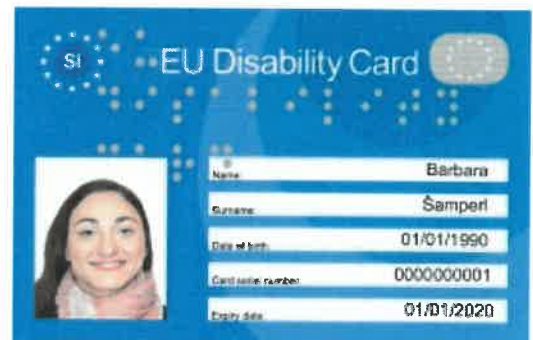 SI
EU Disability Card
Name: Barbara
Surname: Šamperl
Date of birth: 01/01/1990
Card serial number: 0000000001
Expiry date: 01/01/2020